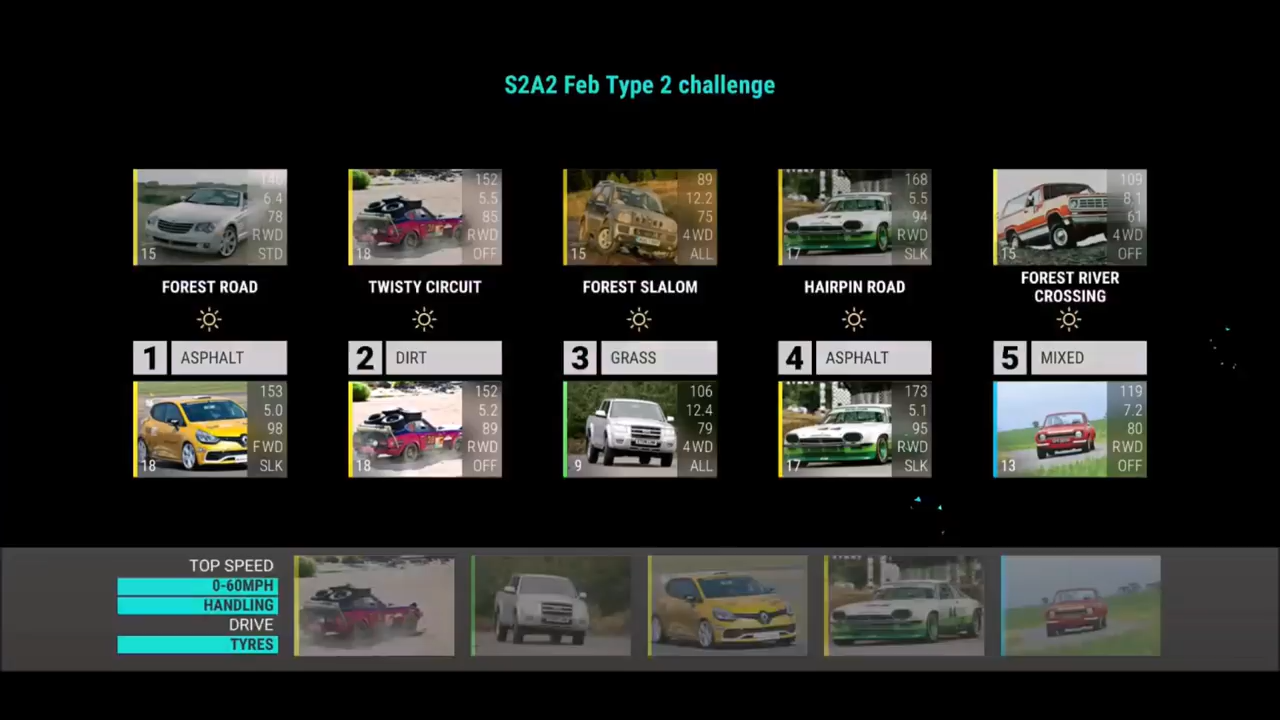 S2A2 Feb Type 2 challenge
6.4
78
RWD
STD
15
152
5.5
85
RWD
OFF
18
89
12.2
75
4WD
ALL
15
168
5.5
94
RWD
SLK
17
109
8.1
61
4WD
OFF
15
FOREST ROAD
TWISTY CIRCUIT
FOREST SLALOM
HAIRPIN ROAD
FOREST RIVER
CROSSING
1 ASPHALT
2 DIRT
3 GRASS
4 ASPHALT
5 MIXED
153
5.0
98
FWD
SLK
18
152
5.2
89
RWD
OFF
18
106
12.4
79
4WD
ALL
9
173
5.1
95
RWD
SLK
17
119
7.2
80
RWD
OFF
13
TOP SPEED
0-60MPH
HANDLING
DRIVE
TYRES